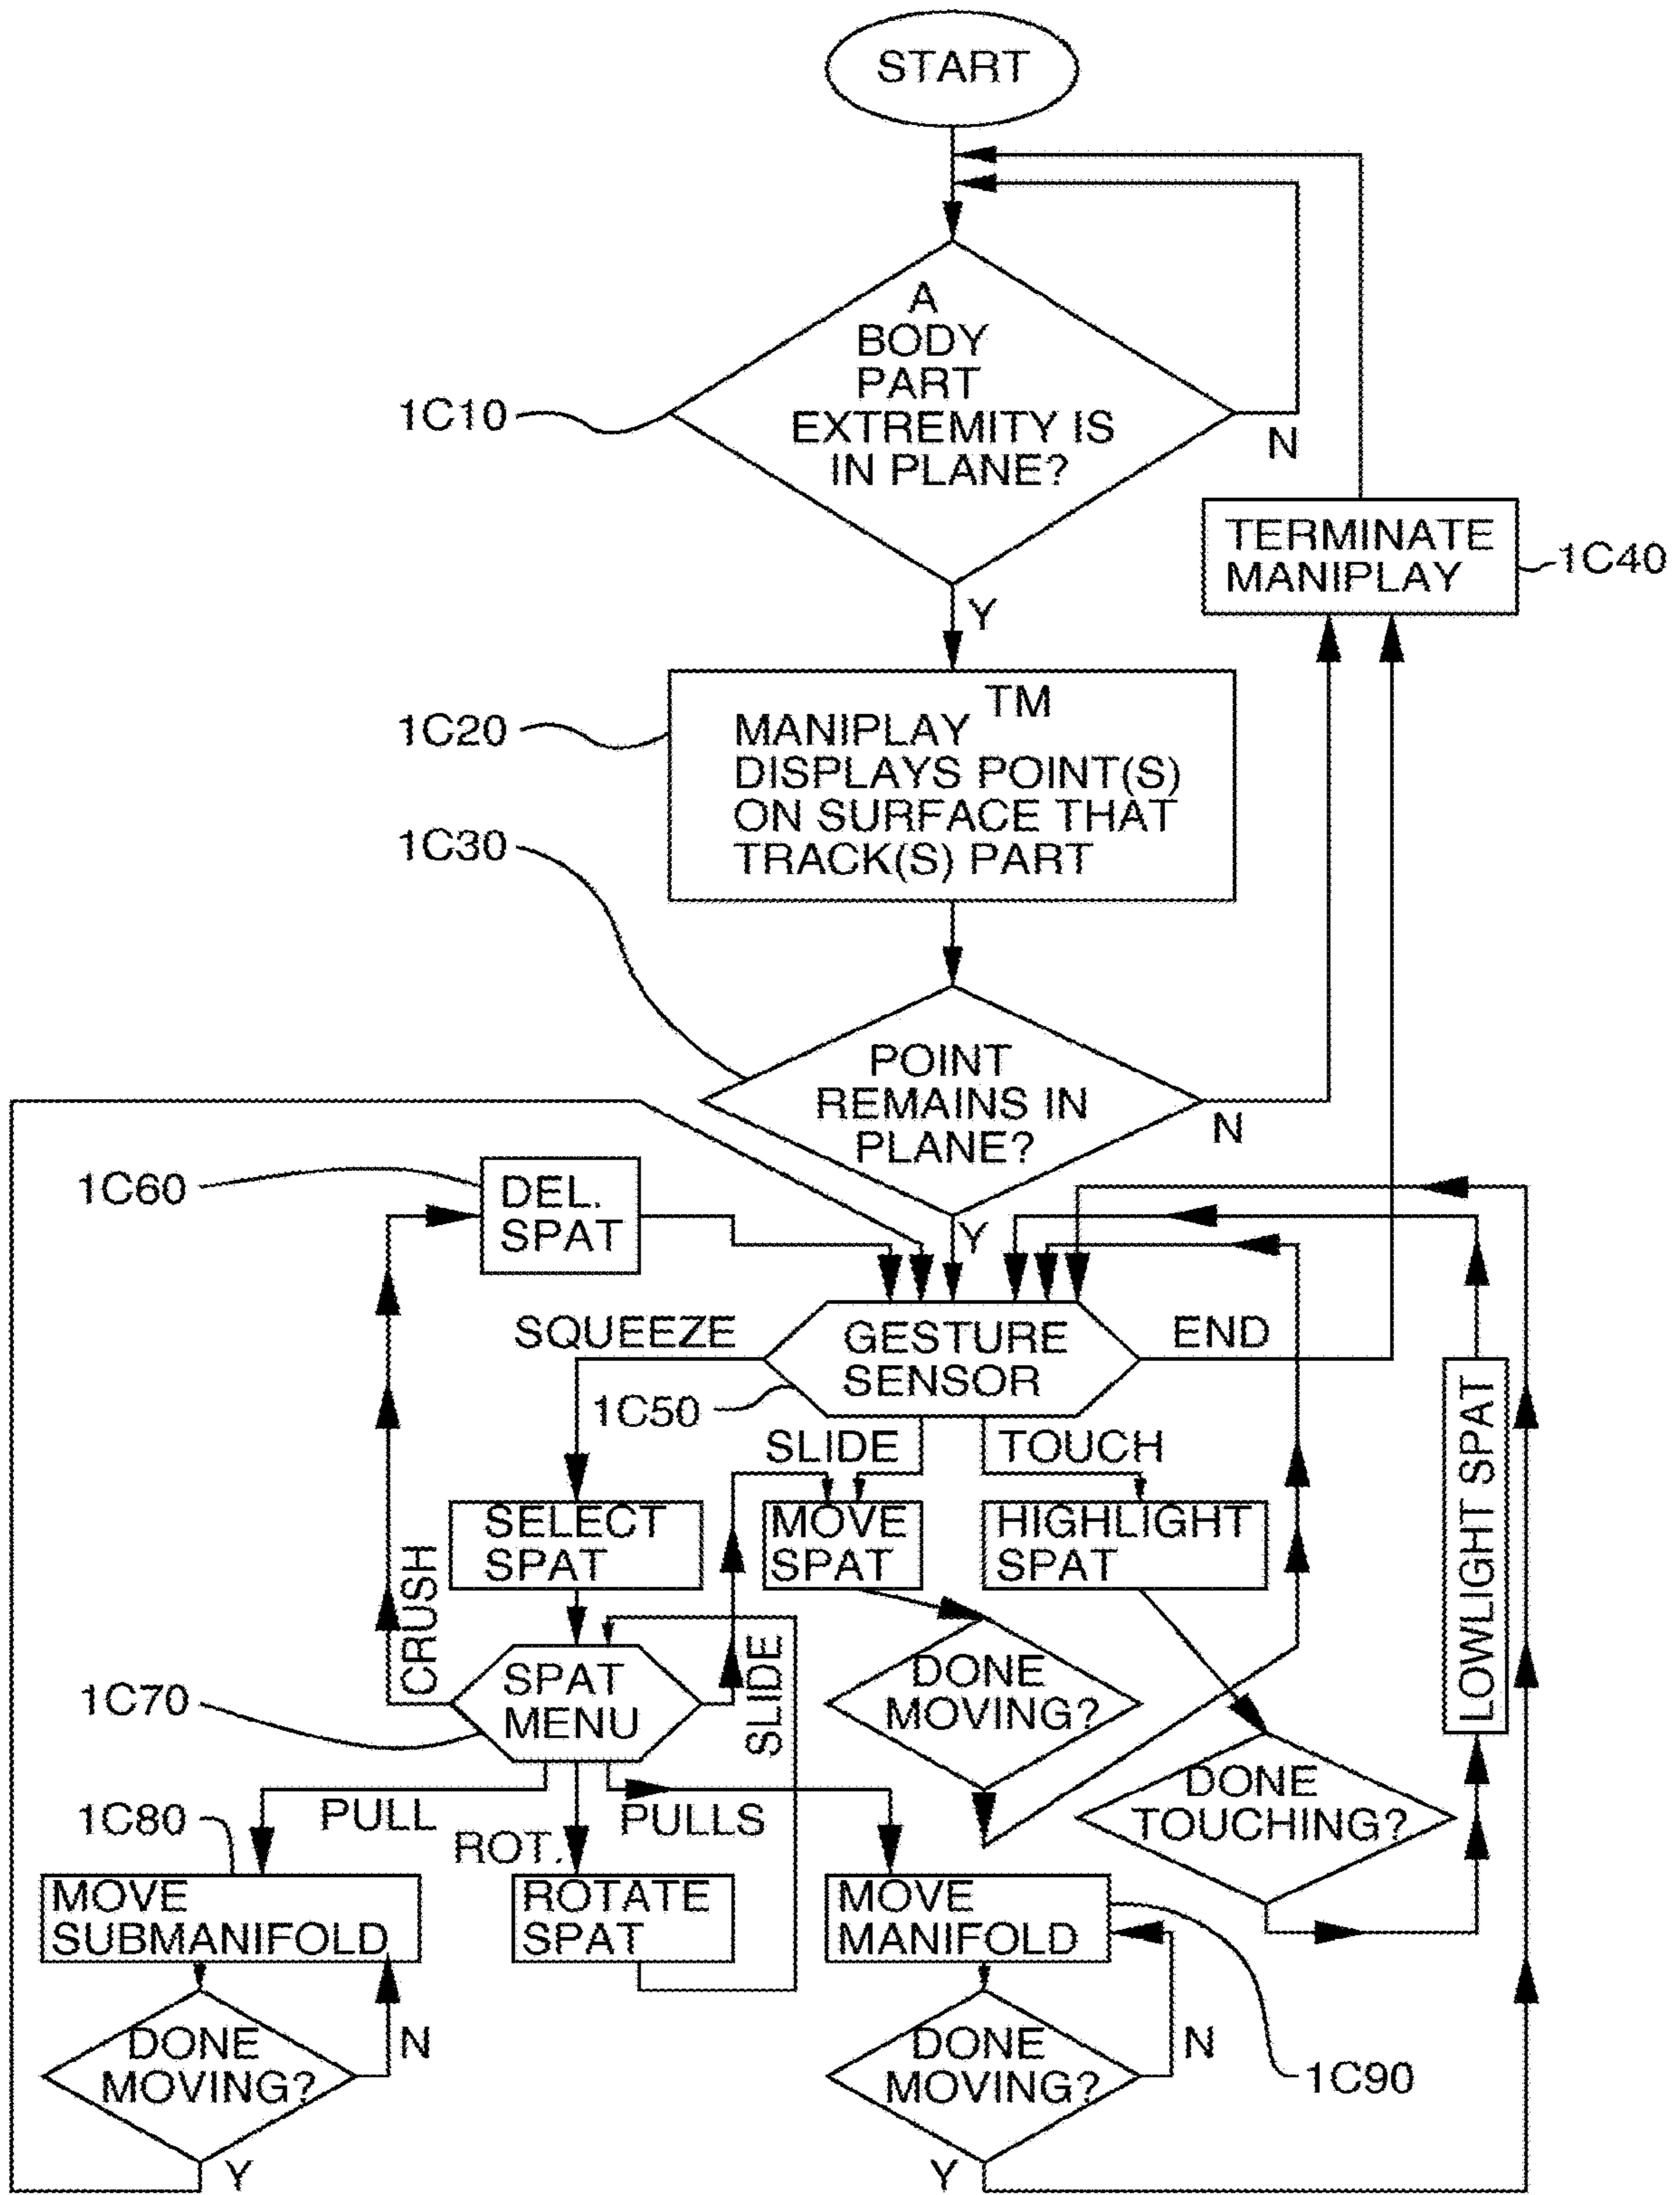 START
A
BODY
PART
EXTREMITY IS
IN PLANE?
1C10
N
TERMINATE
MANIPLAY
1C40
Y
TM
1C20
MANIPLAY
DISPLAYS POINT(S)
ON SURFACE THAT
TRACK(S) PART
1C30
POINT
REMAINS IN
PLANE?
N
1C60
DEL.
SPAT
Y
SQUEEZE
GESTURE
SENSOR
END
1C50
SLIDE
TOUCH
LOWLIGHT SPAT
SELECT
SPAT
MOVE
SPAT
HIGHLIGHT
SPAT
CRUSH
SPAT
MENU
SLIDE
1C70
DONE
MOVING?
DONE
TOUCHING?
1C80
PULL
ROT.
PULLS
MOVE
SUBMANIFOLD
ROTATE
SPAT
MOVE
MANIFOLD
DONE
MOVING?
N
DONE
MOVING?
N
1C90
Y
Y